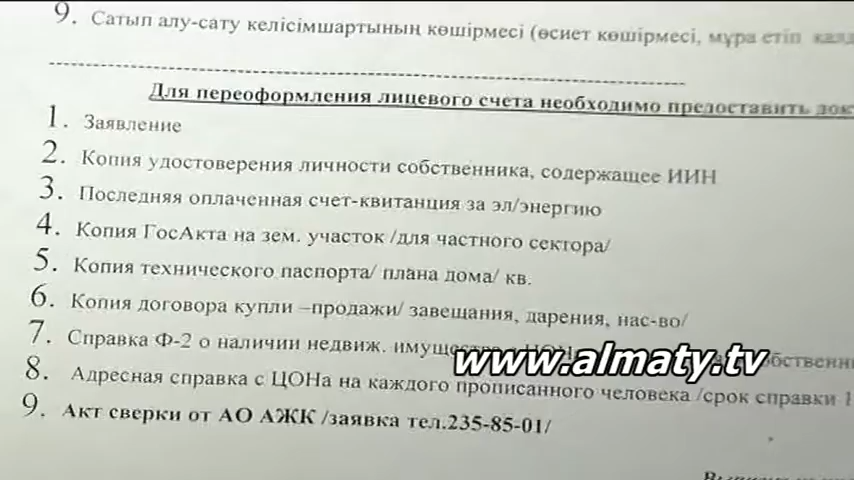 9. Сатып алу-сату келісімшартының көшірмесі (өсиет көшірмесі, мұра етіп
Для переоформления лицевого счета необходимо предоставить
1. Заявление
2. Копия удостоверения личности собственника, содержащее ИИН
3. Последняя оплаченная счет-квитанция за эл/энергию
4. Копия ГосАкта на зем. участок /для частного сектора/
5. Копия технического паспорта/ плана дома/ кв.
6. Копия договора купли –продажи/ завещания, дарения, нас-во/
7. Справка Ф-2 о наличии недвиж. имущества с ЦОНа
www.almaty.tv
8. Адресная справка с ЦОНа на каждого прописанного человека /срок справки 1
9. Акт сверки от АО АЖК /заявка тел.235-85-01/